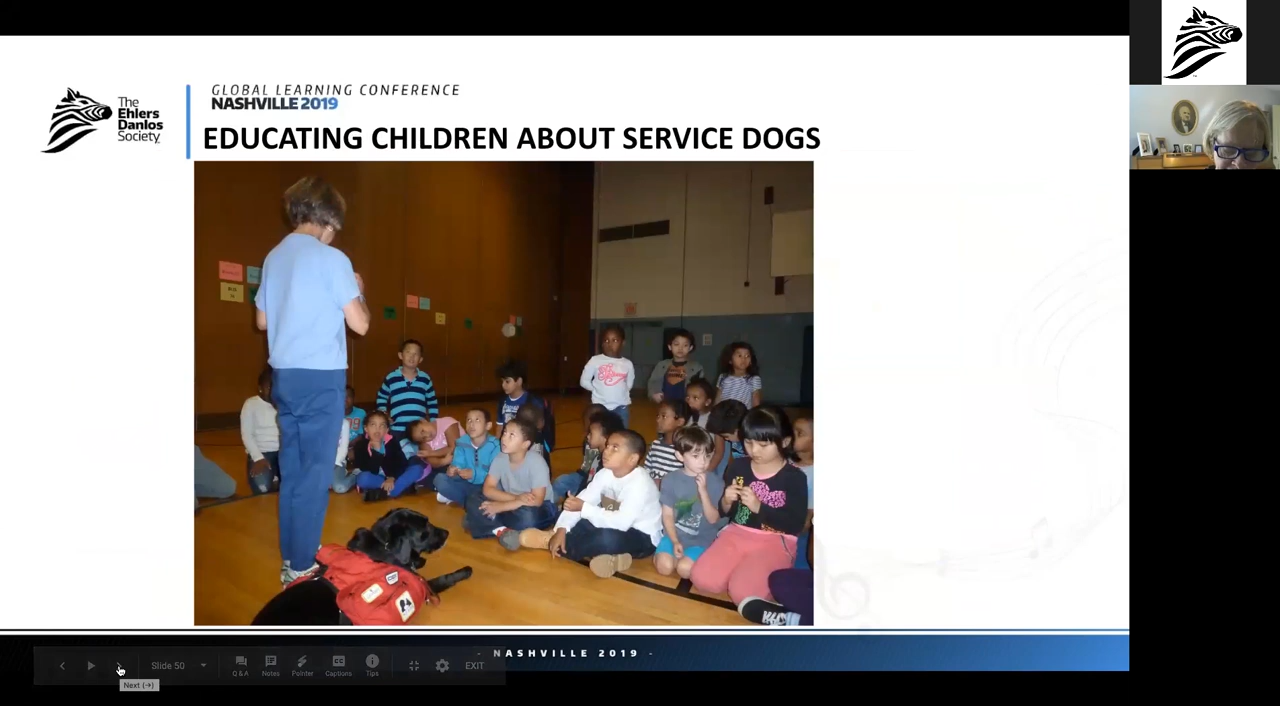 The
Ehlers
Danlos
Society
GLOBAL LEARNING CONFERENCE
NASHVILLE 2019
EDUCATING CHILDREN ABOUT SERVICE DOGS
- NASHVILLE 2019 -
Slide 50
Q & A
Notes
Pointer
Captions
Tips
EXIT
Next (→)